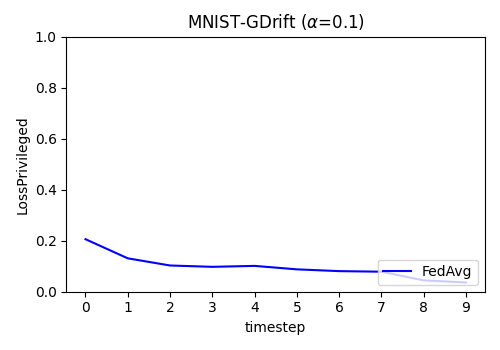 MNIST-GDrift (α=0.1)
LossPrivileged
1.0
0.8
0.6
0.4
0.2
0.0
FedAvg
0 1 2 3 4 5 6 7 8 9
timestep